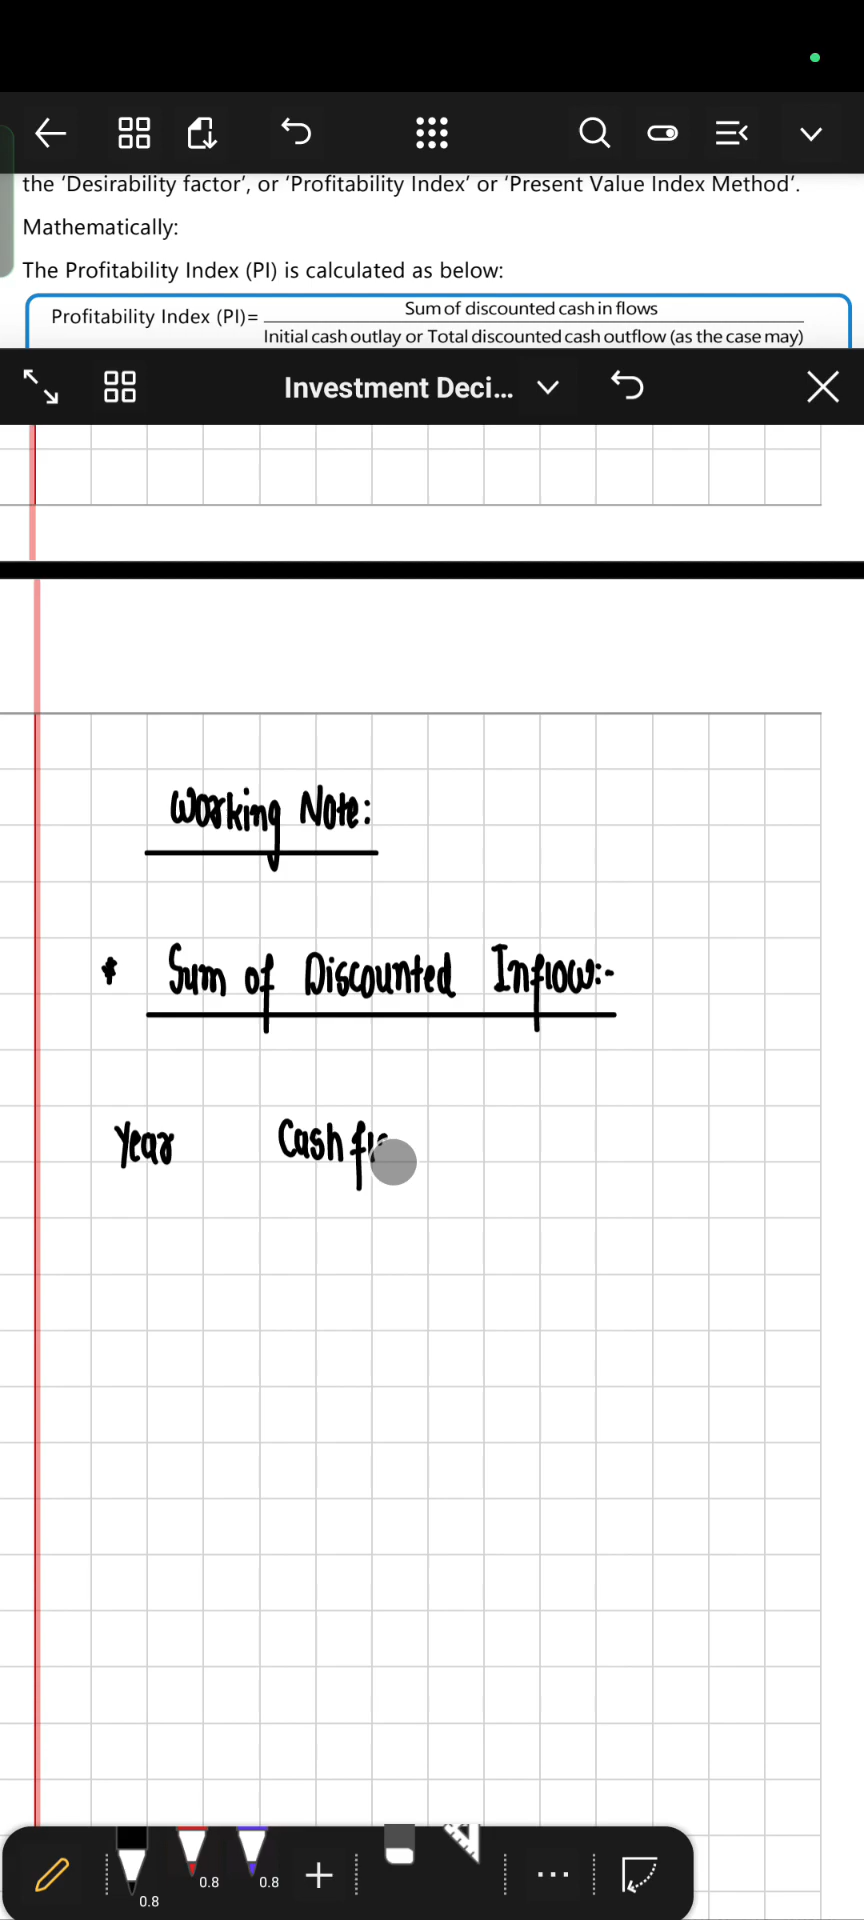 the ‘Desirability factor’, or ‘Profitability Index’ or ‘Present Value Index Method’.
Mathematically:
The Profitability Index (PI) is calculated as below:
Profitability Index (PI)= Sum of discounted cash in flows
Initial cash outlay or Total discounted cash outflow (as the case may)
Investment Deci...
Working Note:
* Sum of Discounted Inflow:-
Year Cash
0.8 0.8 0.8